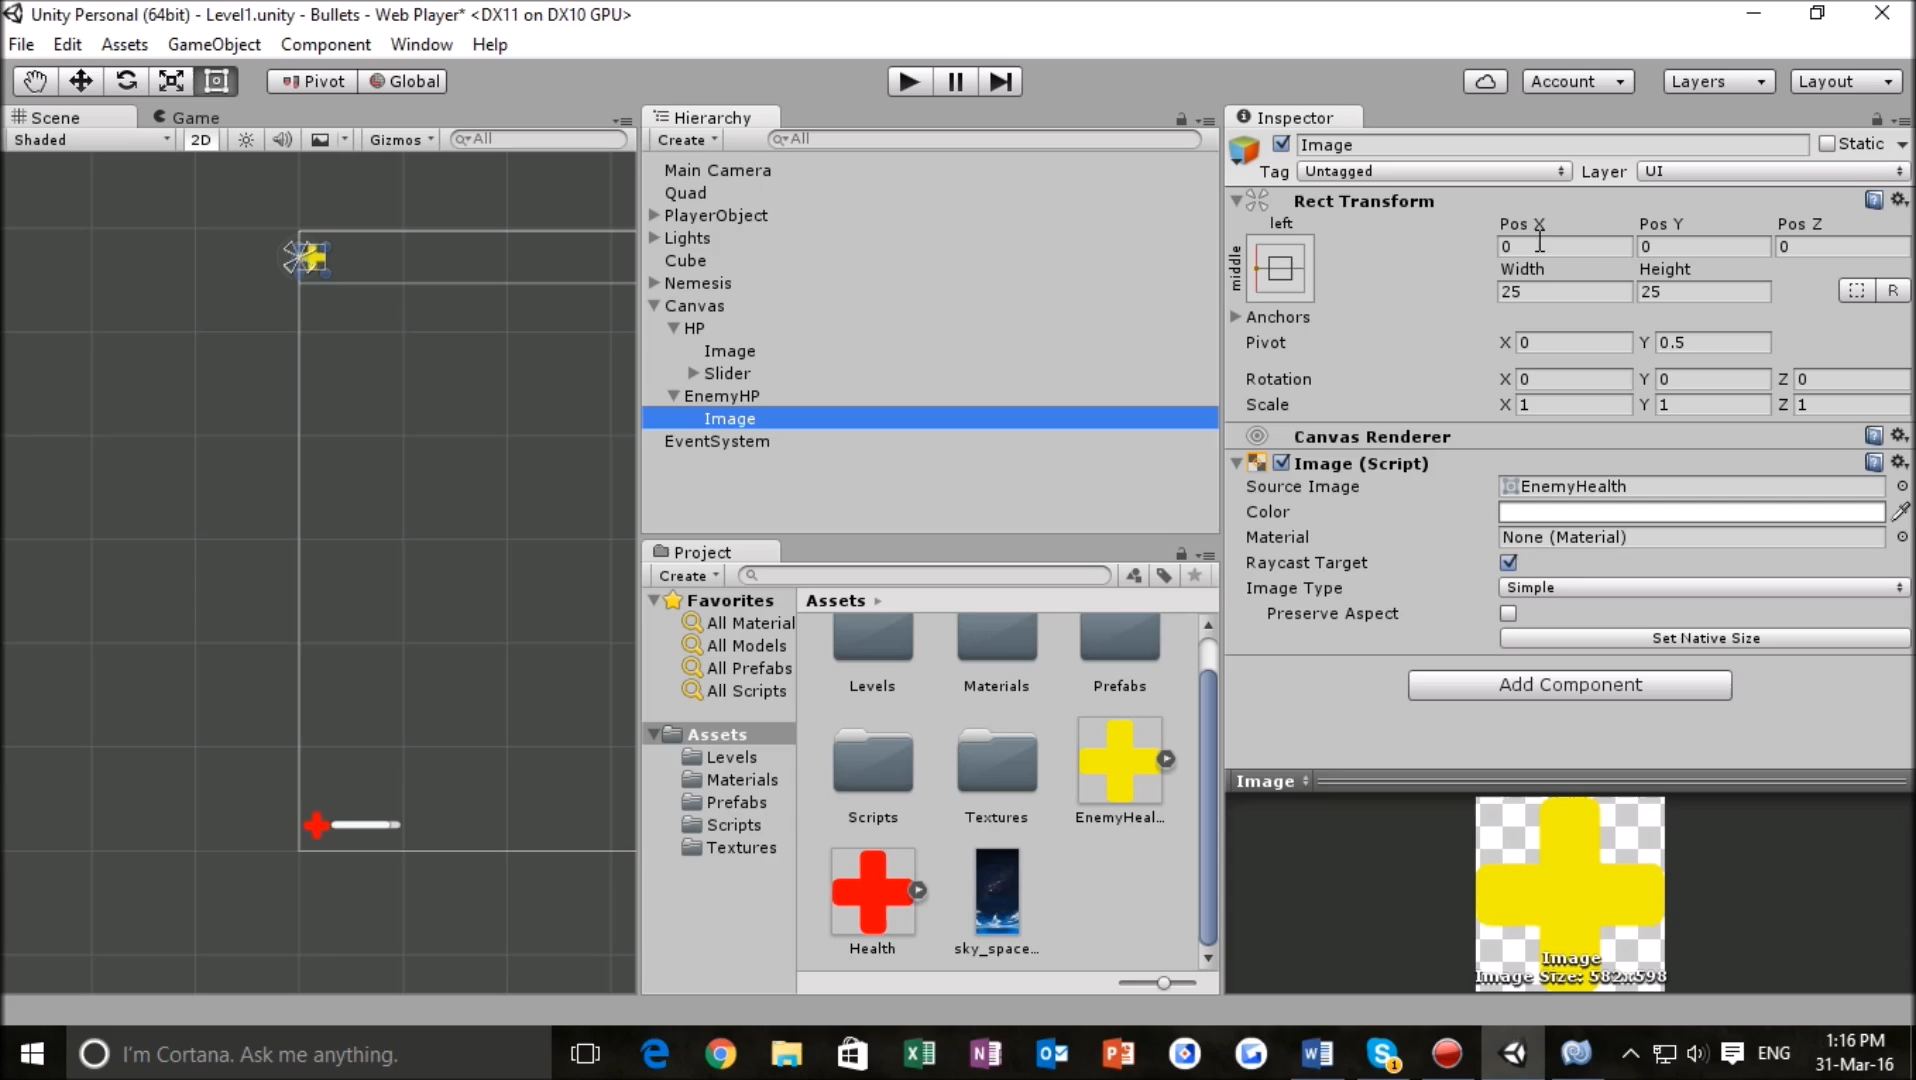 Unity Personal (64bit) - Level1.unity - Bullets - Web Player* <DX11 on DX10 GPU>
File Edit Assets GameObject Component Window Help
Pivot Global Account Layers Layout
Scene Game
Shaded 2D Gizmos All
Hierarchy
Create All
Main Camera
Quad
PlayerObject
Lights
Cube
Nemesis
Canvas
HP
Image
Slider
EnemyHP
Image
EventSystem
Project
Create
Favorites
All Material
All Models
All Prefabs
All Scripts
Assets
Levels
Materials
Prefabs
Scripts
Textures
Assets
Levels Materials Prefabs
Scripts Textures EnemyHeal...
Health sky_space...
Inspector
Image Static
Tag Untagged Layer UI
Rect Transform
left Pos X Pos Y Pos Z
middle 0 0 0
Width Height
25 25 R
Anchors
Pivot X 0 Y 0.5
Rotation X 0 Y 0 Z 0
Scale X 1 Y 1 Z 1
Canvas Renderer
Image (Script)
Source Image EnemyHealth
Color
Material None (Material)
Raycast Target
Image Type Simple
Preserve Aspect
Set Native Size
Add Component
Image
Image
Image Size: 582x598
I'm Cortana. Ask me anything.
1
ENG
1:16 PM
31-Mar-16